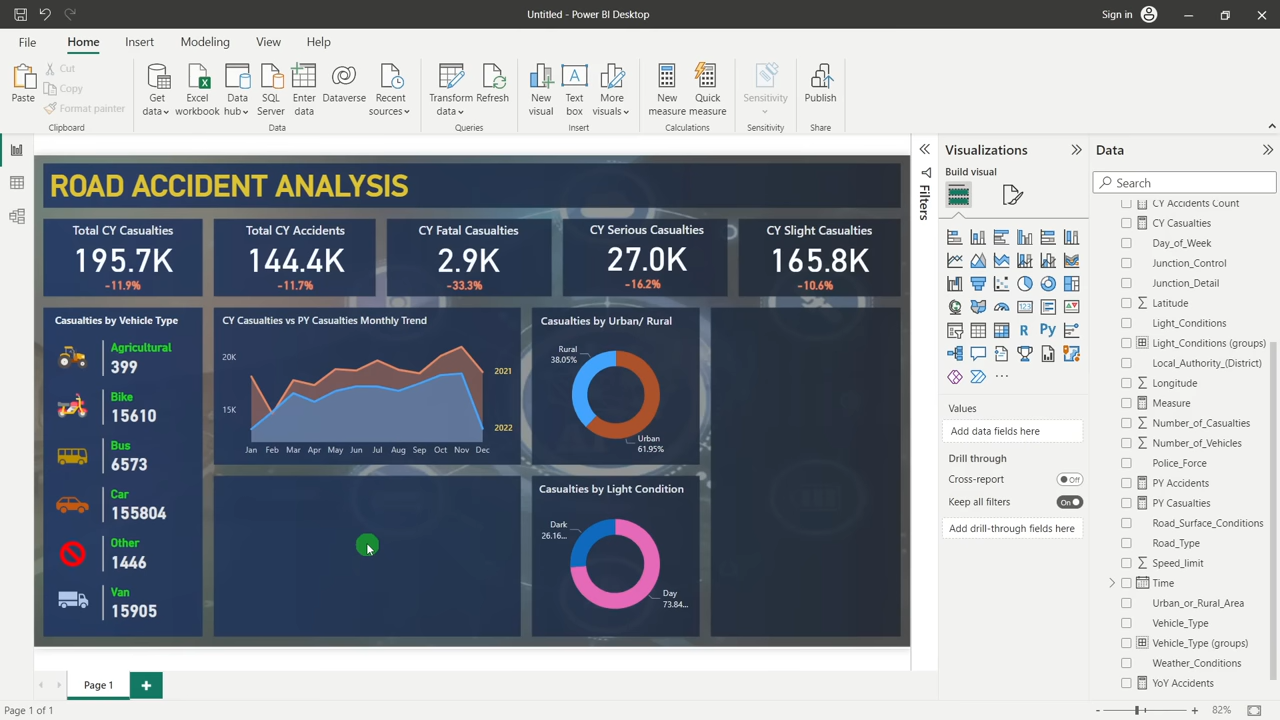 Untitled - Power BI Desktop
Sign in
File
Home
Insert
Modeling
View
Help
Paste
Cut
Copy
Format painter
Clipboard
Get data
Excel workbook
Data hub
SQL Server
Enter data
Dataverse
Recent sources
Data
Transform data
Refresh
Queries
New visual
Text box
More visuals
Insert
New measure
Quick measure
Calculations
Sensitivity
Sensitivity
Publish
Share
ROAD ACCIDENT ANALYSIS
Total CY Casualties
195.7K
-11.9%
Total CY Accidents
144.4K
-11.7%
CY Fatal Casualties
2.9K
-33.3%
CY Serious Casualties
27.0K
-16.2%
CY Slight Casualties
165.8K
-10.6%
Casualties by Vehicle Type
Agricultural
399
Bike
15610
Bus
6573
Car
155804
Other
1446
Van
15905
CY Casualties vs PY Casualties Monthly Trend
20K
15K
2021
2022
Jan Feb Mar Apr May Jun Jul Aug Sep Oct Nov Dec
Casualties by Urban/ Rural
Rural
38.05%
Urban
61.95%
Casualties by Light Condition
Dark
26.16...
Day
73.84...
Page 1
Page 1 of 1
Filters
Visualizations
Build visual
R
Py
Values
Add data fields here
Drill through
Cross-report
Off
Keep all filters
On
Add drill-through fields here
Data
Search
CY Accidents Count
CY Casualties
Day_of_Week
Junction_Control
Junction_Detail
Latitude
Light_Conditions
Light_Conditions (groups)
Local_Authority_(District)
Longitude
Measure
Number_of_Casualties
Number_of_Vehicles
Police_Force
PY Accidents
PY Casualties
Road_Surface_Conditions
Road_Type
Speed_limit
Time
Urban_or_Rural_Area
Vehicle_Type
Vehicle_Type (groups)
Weather_Conditions
YoY Accidents
82%